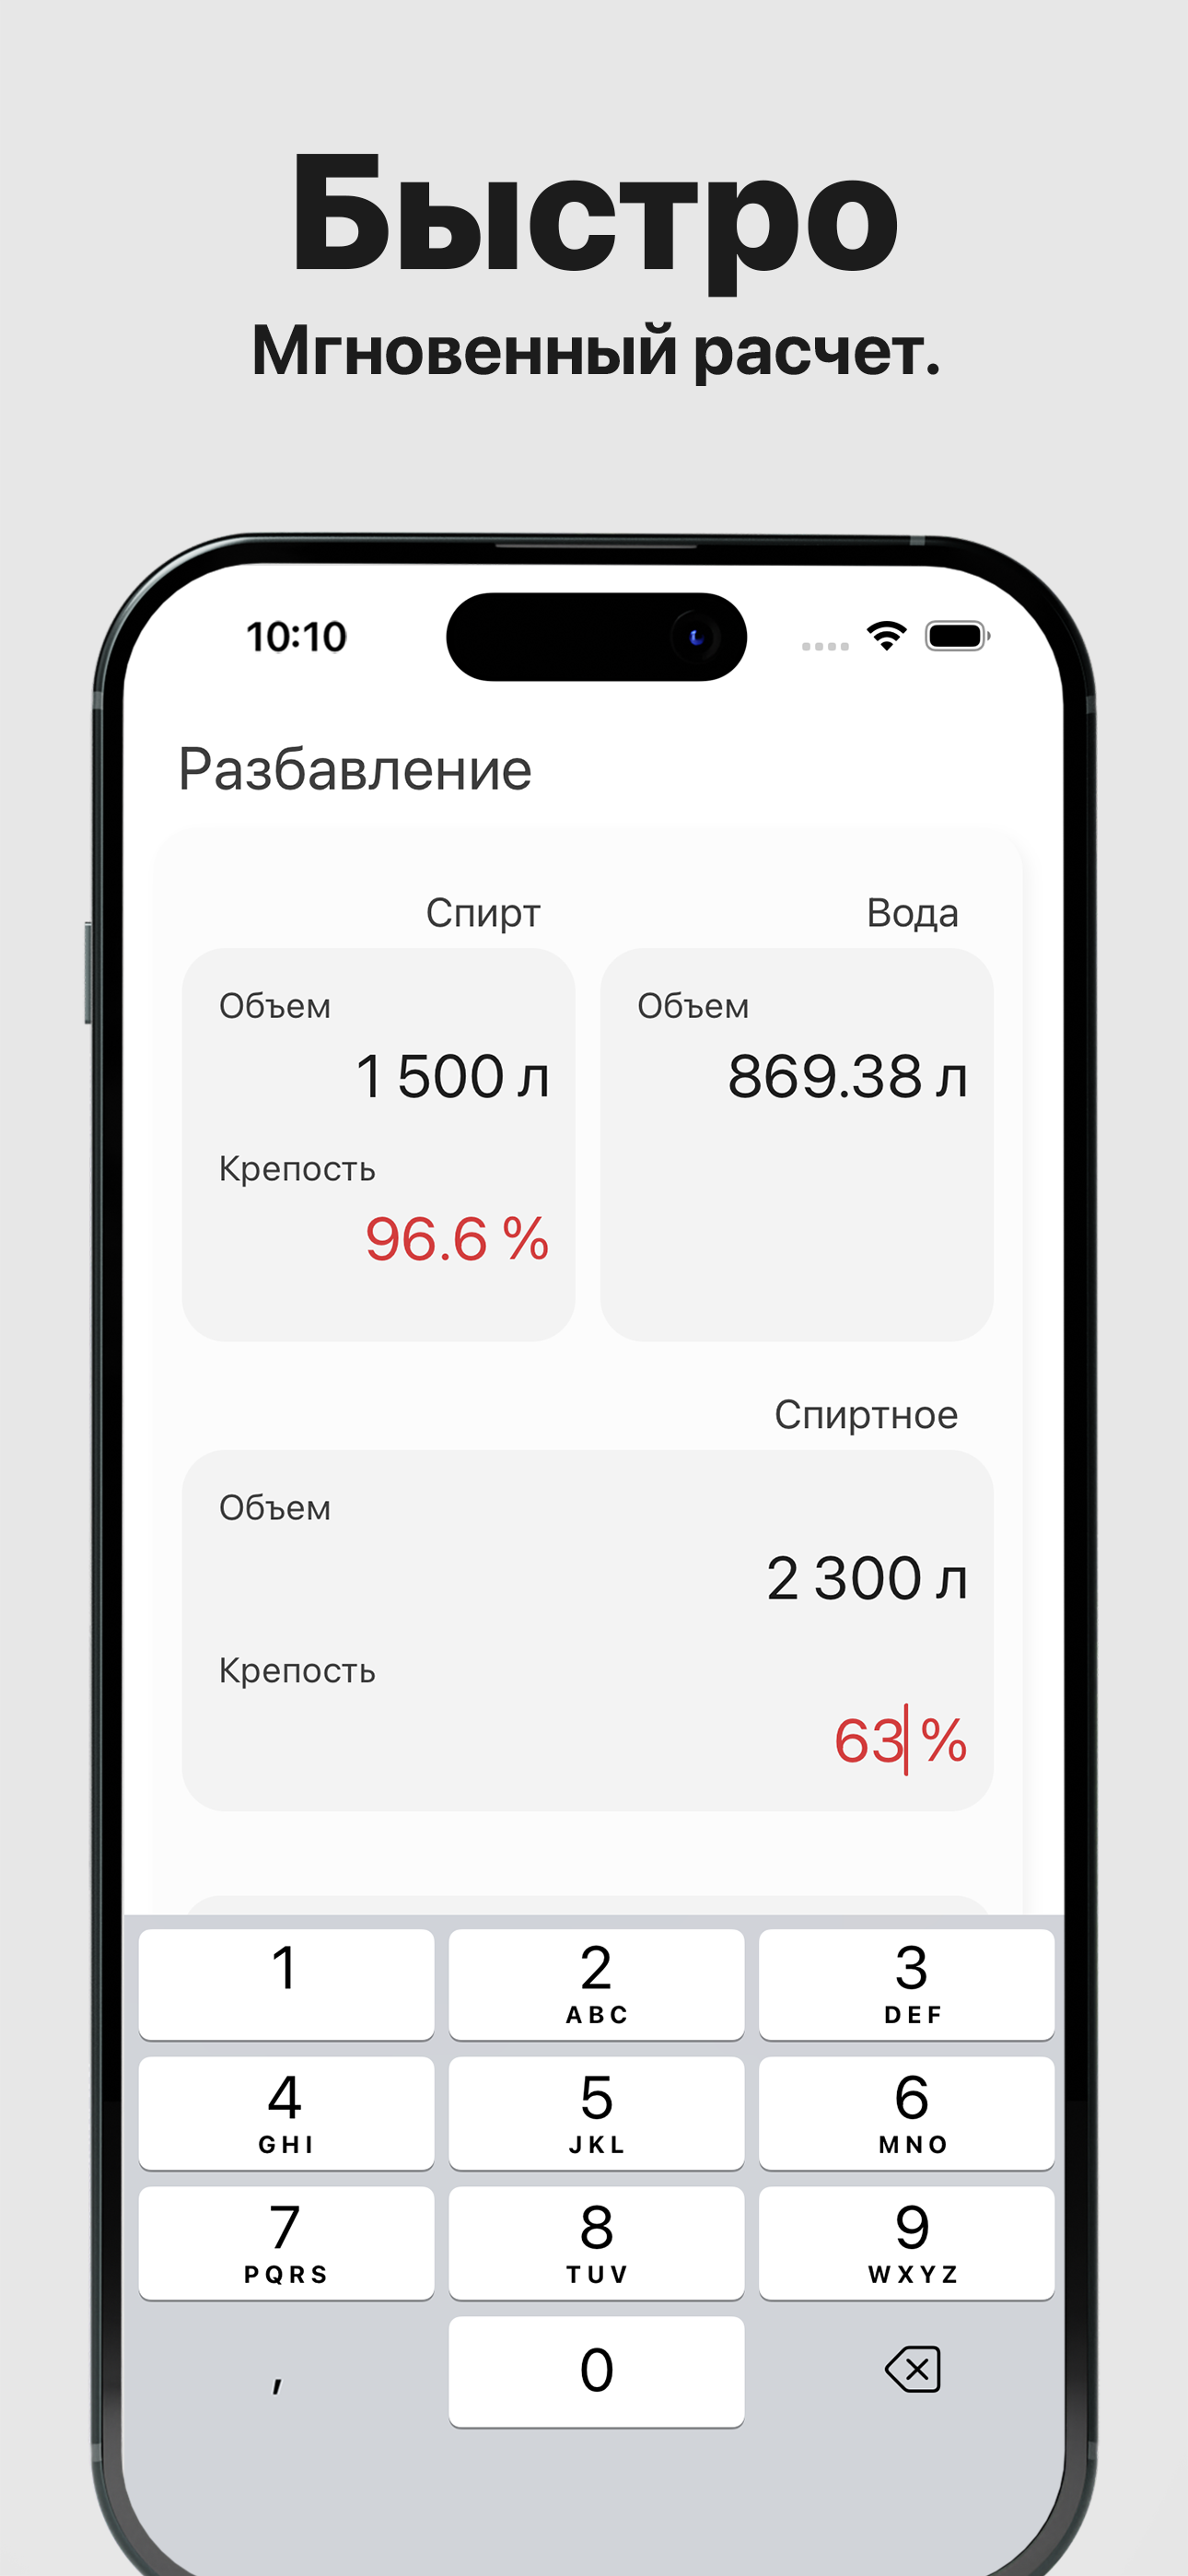 Быстро
Мгновенный расчет.
10:10
Разбавление
Спирт
Вода
Объем
Объем
1 500 л
869.38 л
Крепость
96.6 %
Спиртное
Объем
2 300 л
Крепость
63 %
1
2
3
ABC
DEF
4
5
6
GHI
JKL
MNO
7
8
9
PQRS
TUV
WXYZ
,
0